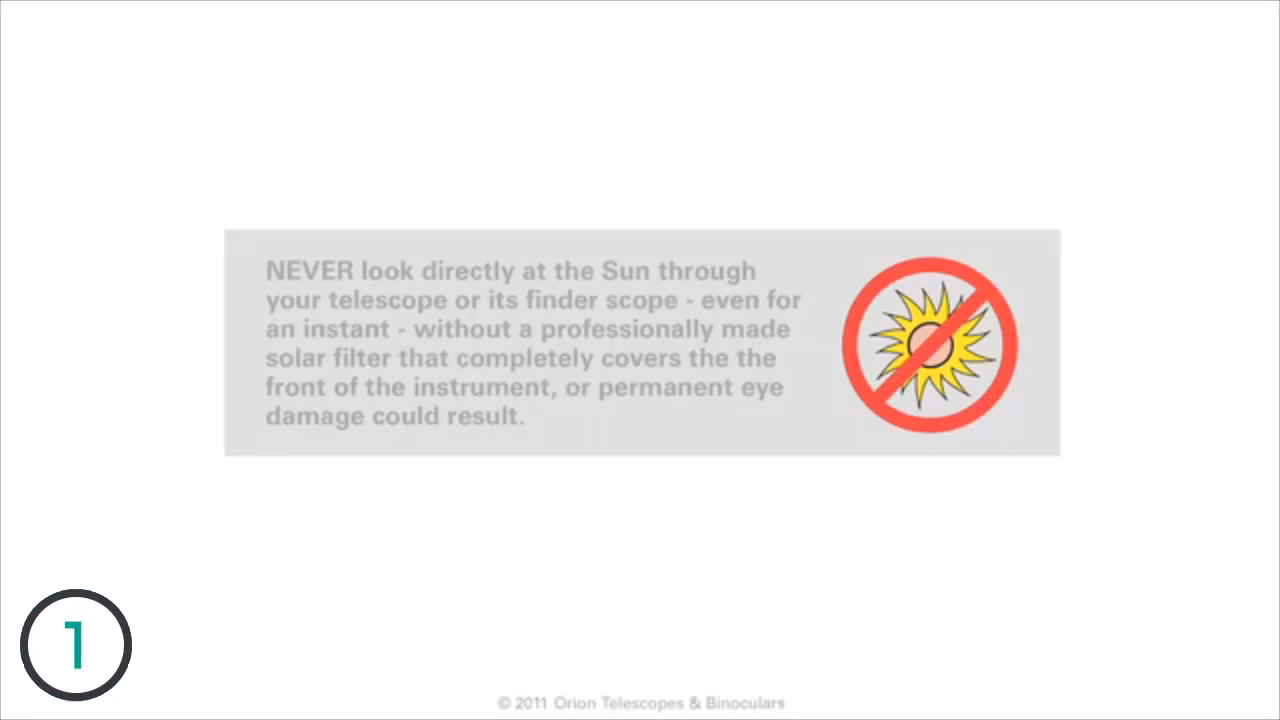 NEVER look directly at the Sun through
your telescope or its finder scope - even for
an instant - without a professionally made
solar filter that completely covers the the
front of the instrument, or permanent eye
damage could result.
1
© 2011 Orion Telescopes & Binoculars